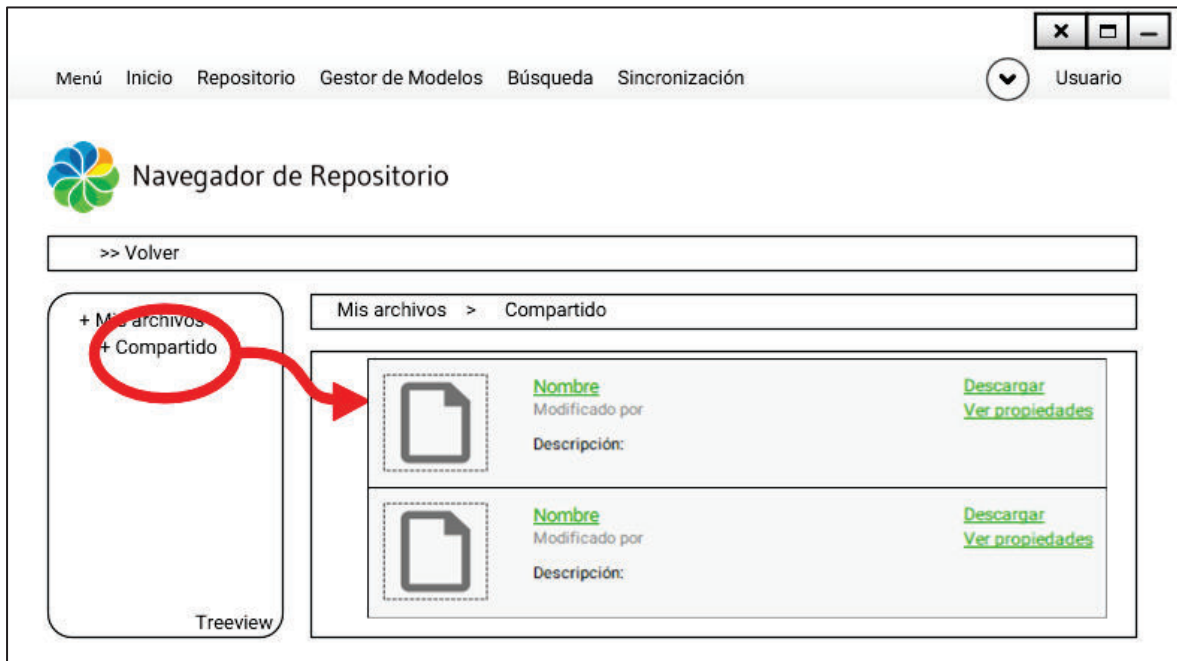 Menú Inicio Repositorio Gestor de Modelos Búsqueda Sincronización Usuario
Navegador de Repositorio
>> Volver
+ Mis archivos
+ Compartido
Treeview
Mis archivos > Compartido
Nombre Descargar
Modificado por Ver propiedades
Descripción:
Nombre Descargar
Modificado por Ver propiedades
Descripción: